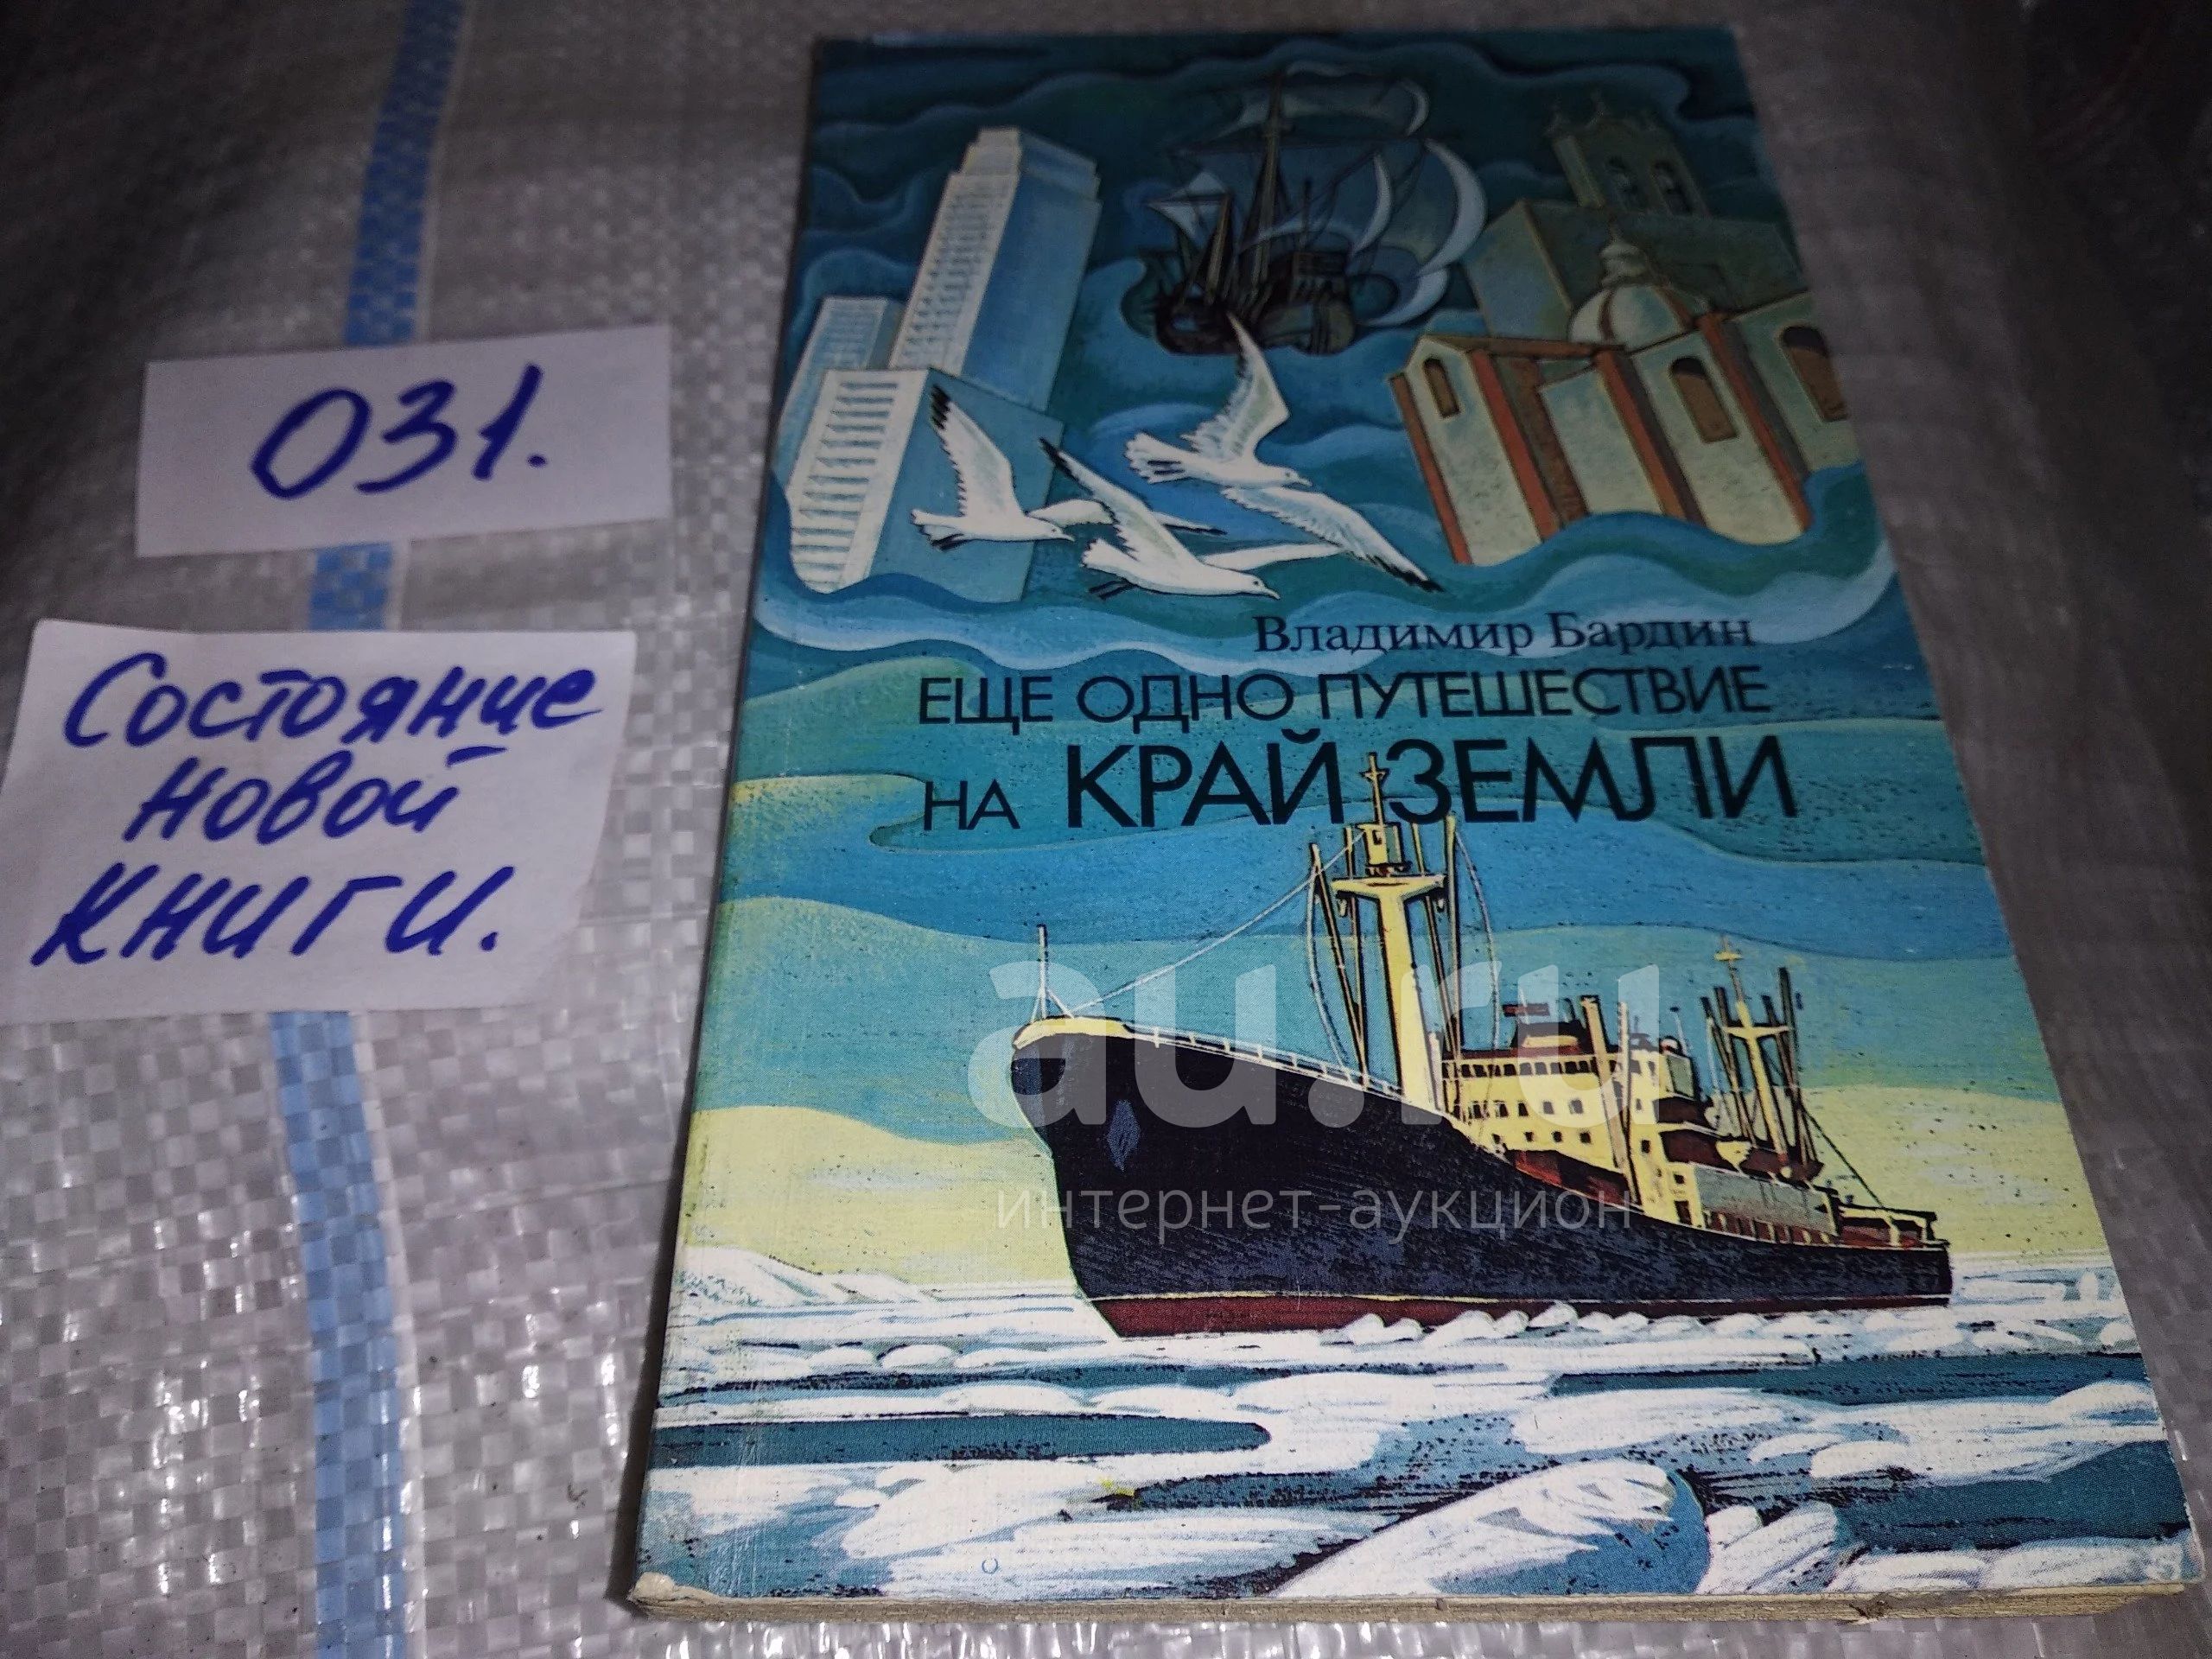 031.
Состояние
новой
книги.
Владимир Бардин
ЕЩЕ ОДНО ПУТЕШЕСТВИЕ
НА КРАЙ ЗЕМЛИ
au.ru
интернет-аукцион